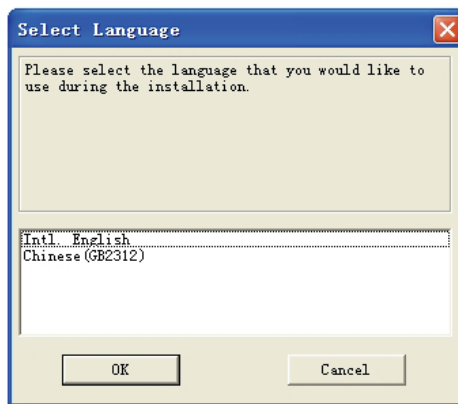 Select Language
Please select the language that you would like to
use during the installation.
Intl. English
Chinese(GB2312)
OK
Cancel